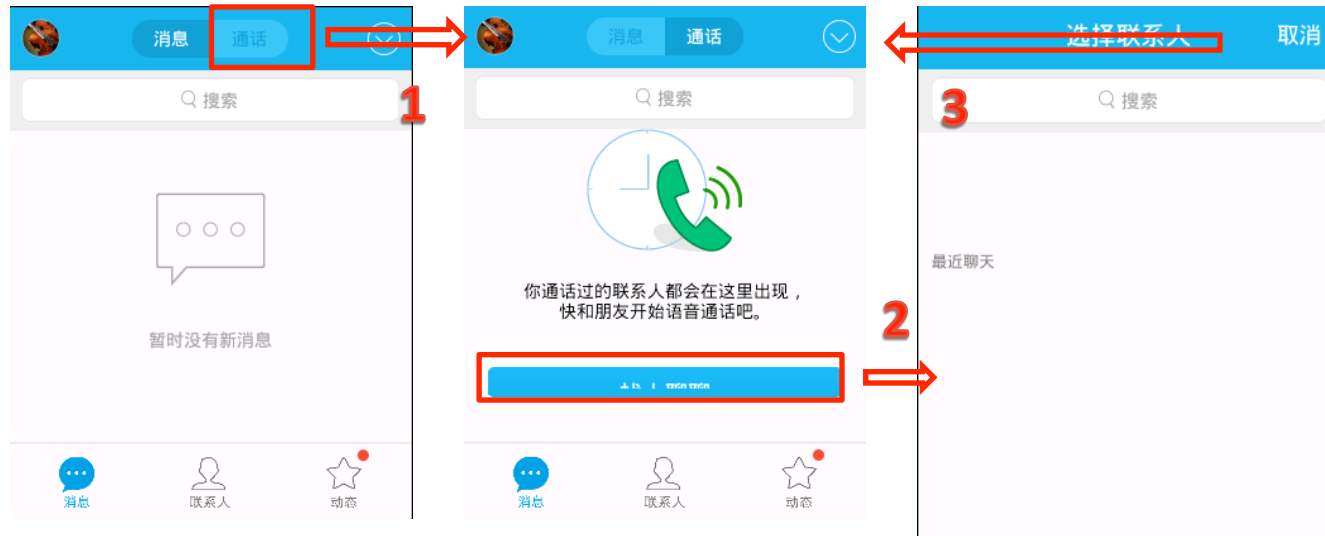 消息 通话
搜索
1
暂时没有新消息
消息 联系人 动态
消息 通话
搜索
你通话过的联系人都会在这里出现，
快和朋友开始语音通话吧。
2
消息 联系人 动态
选择联系人 取消
3
搜索
最近聊天